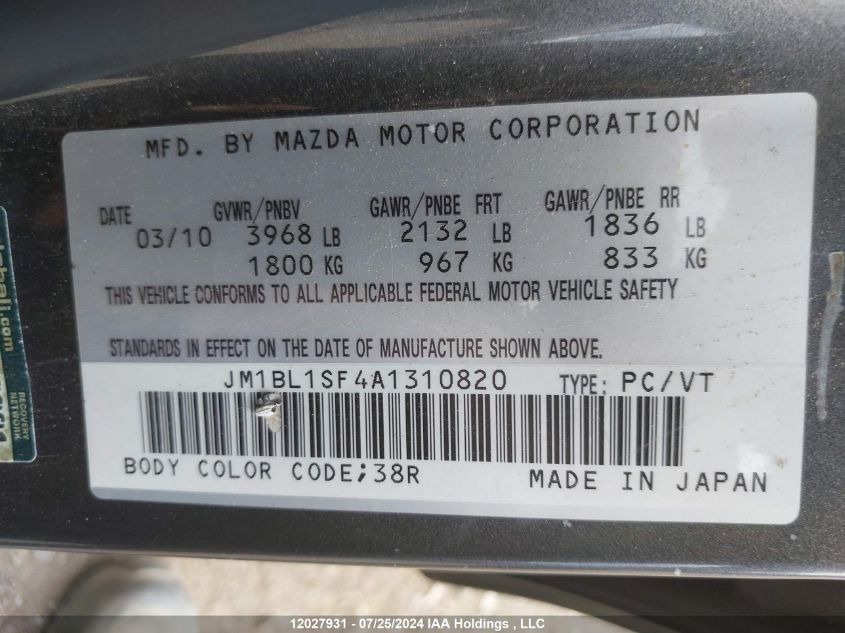 MFD. BY MAZDA MOTOR CORPORATION
DATE GVWR/PNBV GAWR/PNBE FRT GAWR/PNBE RR
03/10 3968 LB 2132 LB 1836 LB
1800 KG 967 KG 833 KG
THIS VEHICLE CONFORMS TO ALL APPLICABLE FEDERAL MOTOR VEHICLE SAFETY
STANDARDS IN EFFECT ON THE DATE OF MANUFACTURE SHOWN ABOVE.
JM1BL1SF4A1310820 TYPE: PC/VT
BODY COLOR CODE;38R MADE IN JAPAN
RECOVERY
NETWORK
12027931 - 07/25/2024 IAA Holdings, LLC